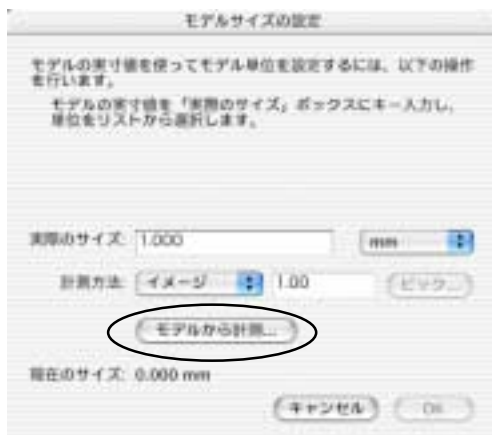 モデルサイズの設定
モデルの実寸値を使ってモデル単位を設定するには、以下の操作
を行います。
モデルの実寸値を「実際のサイズ」ボックスにキー入力し、
単位をリストから選択します。
実際のサイズ: 1.000 mm
計測方法: イメージ 1.00 ピック...
モデルから計測...
現在のサイズ: 0.000 mm
キャンセル OK